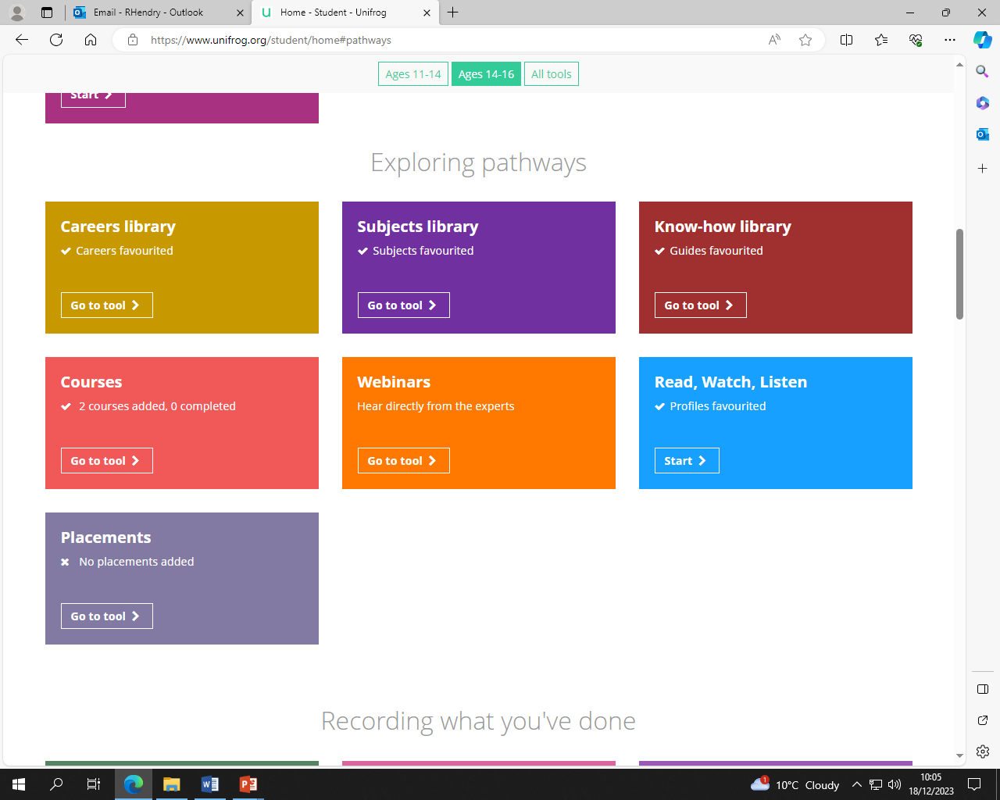 Email - RHendry - Outlook
Home - Student - Unifrog
https://www.unifrog.org/student/home#pathways
Ages 11-14
Ages 14-16
All tools
Start
Exploring pathways
Careers library
Careers favourited
Go to tool
Subjects library
Subjects favourited
Go to tool
Know-how library
Guides favourited
Go to tool
Courses
2 courses added, 0 completed
Go to tool
Webinars
Hear directly from the experts
Go to tool
Read, Watch, Listen
Profiles favourited
Start
Placements
No placements added
Go to tool
Recording what you've done
1
10°C Cloudy
10:05
18/12/2023